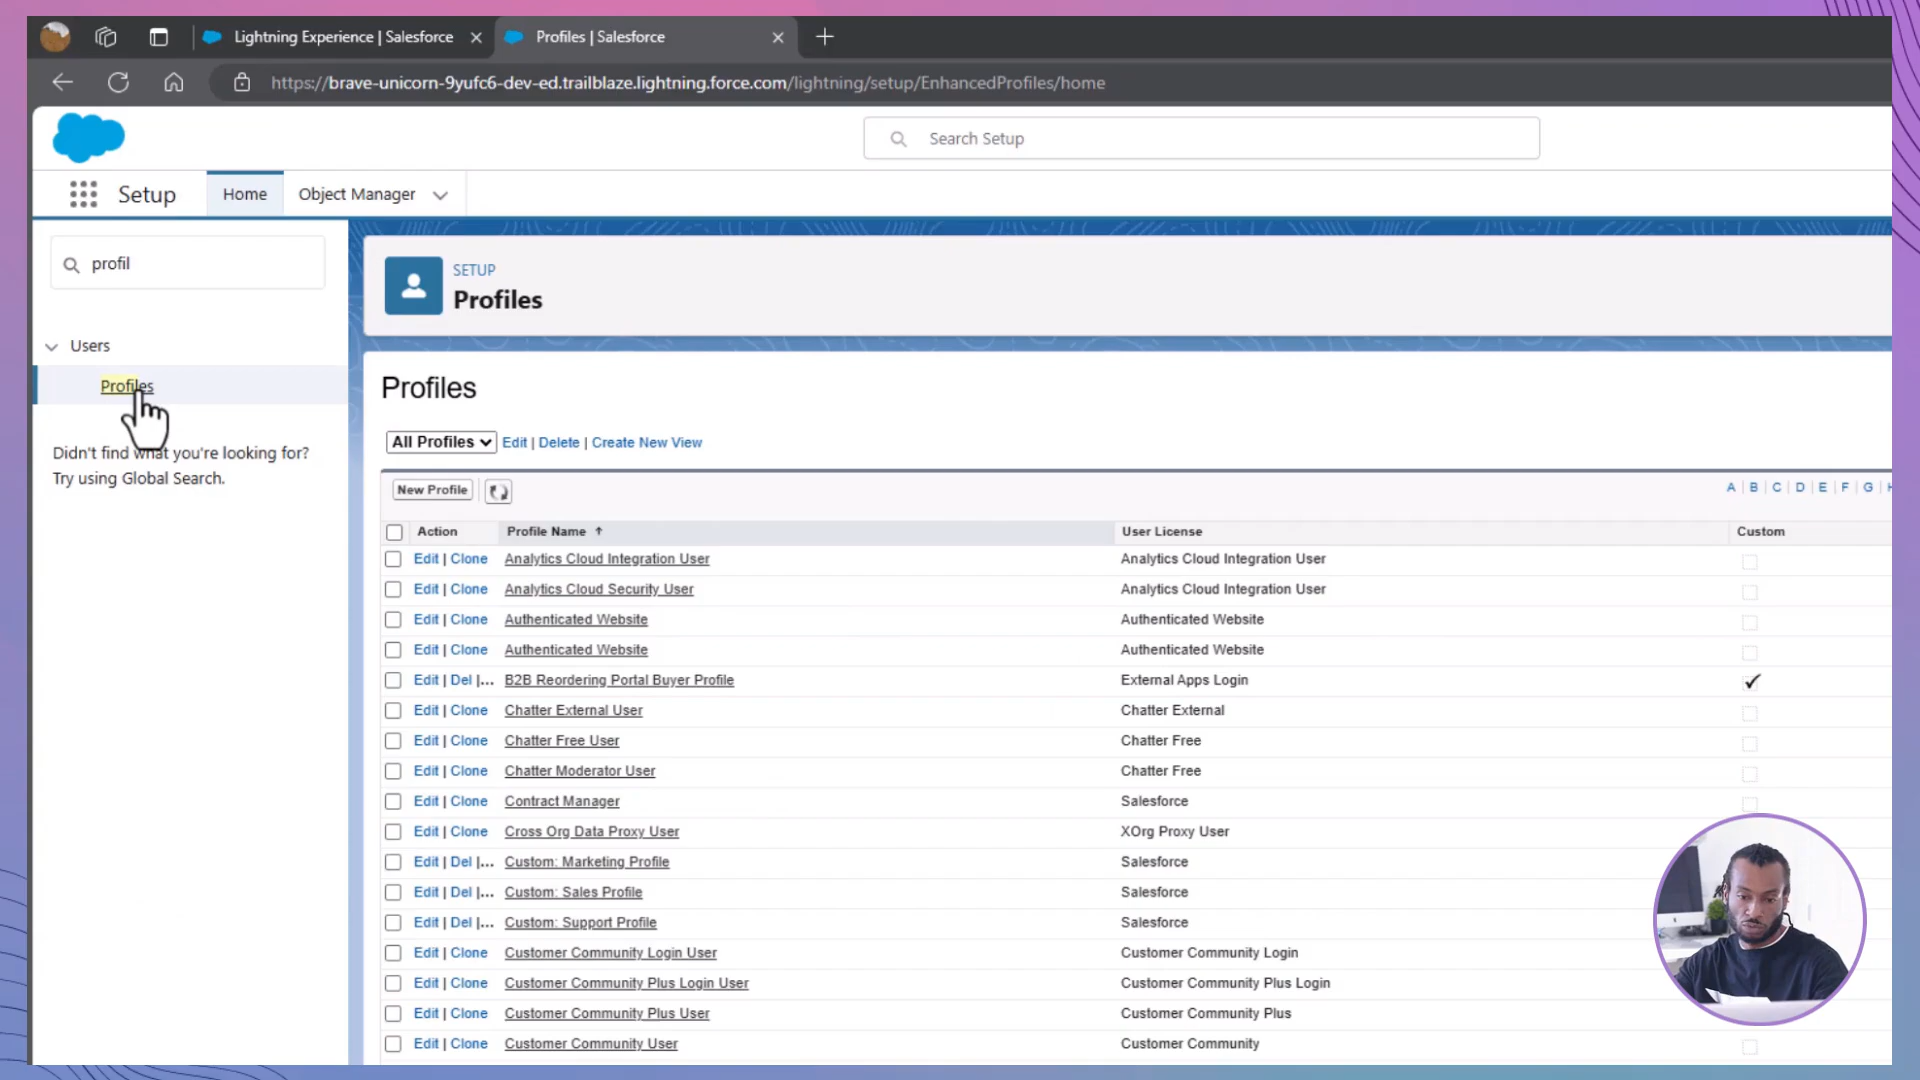 Lightning Experience | Salesforce
Profiles | Salesforce
https://brave-unicorn-9yufc6-dev-ed.trailblaze.lightning.force.com/lightning/setup/EnhancedProfiles/home
Search Setup
Setup
Home
Object Manager
profil
Users
Profiles
Didn't find what you're looking for?
Try using Global Search.
SETUP
Profiles
Profiles
All Profiles Edit | Delete | Create New View
New Profile
A | B | C | D | E | F | G |
Action Profile Name ↑ User License Custom
Edit | Clone Analytics Cloud Integration User Analytics Cloud Integration User
Edit | Clone Analytics Cloud Security User Analytics Cloud Integration User
Edit | Clone Authenticated Website Authenticated Website
Edit | Clone Authenticated Website Authenticated Website
Edit | Del |... B2B Reordering Portal Buyer Profile External Apps Login
Edit | Clone Chatter External User Chatter External
Edit | Clone Chatter Free User Chatter Free
Edit | Clone Chatter Moderator User Chatter Free
Edit | Clone Contract Manager Salesforce
Edit | Clone Cross Org Data Proxy User XOrg Proxy User
Edit | Del |... Custom: Marketing Profile Salesforce
Edit | Del |... Custom: Sales Profile Salesforce
Edit | Del |... Custom: Support Profile Salesforce
Edit | Clone Customer Community Login User Customer Community Login
Edit | Clone Customer Community Plus Login User Customer Community Plus Login
Edit | Clone Customer Community Plus User Customer Community Plus
Edit | Clone Customer Community User Customer Community